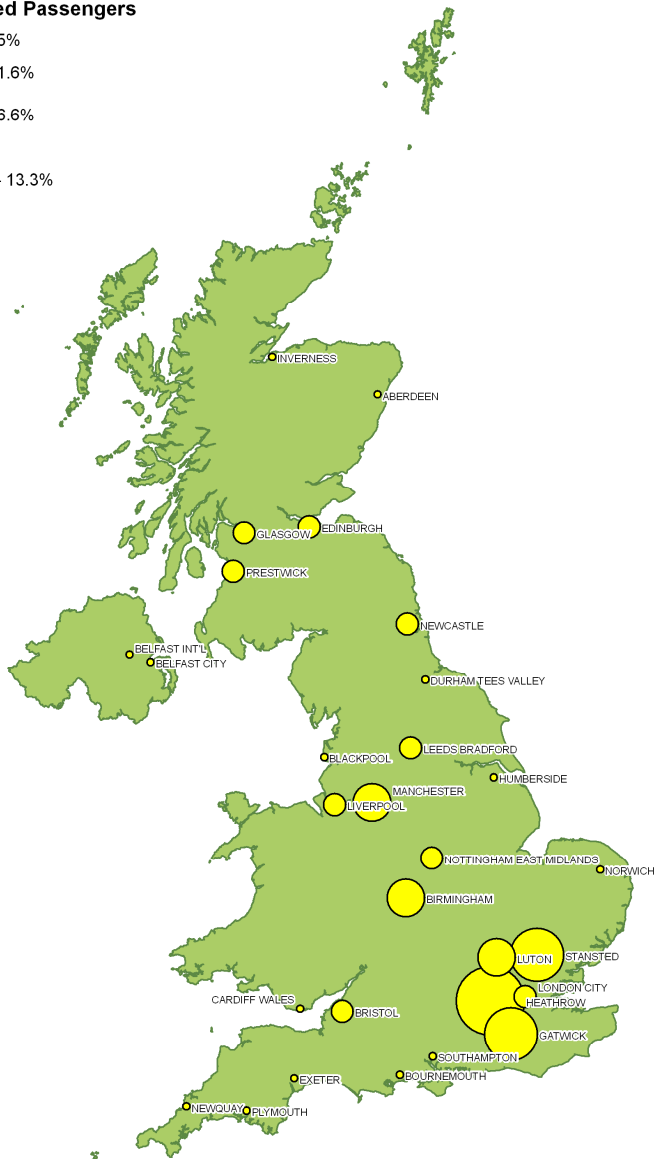 ed Passengers
5%
1.6%
6.6%
- 13.3%
INVERNESS
ABERDEEN
GLASGOW
EDINBURGH
PRESTWICK
NEWCASTLE
BELFAST INT'L
BELFAST CITY
DURHAM TEES VALLEY
LEEDS BRADFORD
BLACKPOOL
HUMBERSIDE
MANCHESTER
LIVERPOOL
NOTTINGHAM EAST MIDLANDS
NORWICH
BIRMINGHAM
LUTON
STANSTED
LONDON CITY
CARDIFF WALES
HEATHROW
BRISTOL
GATWICK
SOUTHAMPTON
BOURNEMOUTH
EXETER
NEWQUAY
PLYMOUTH